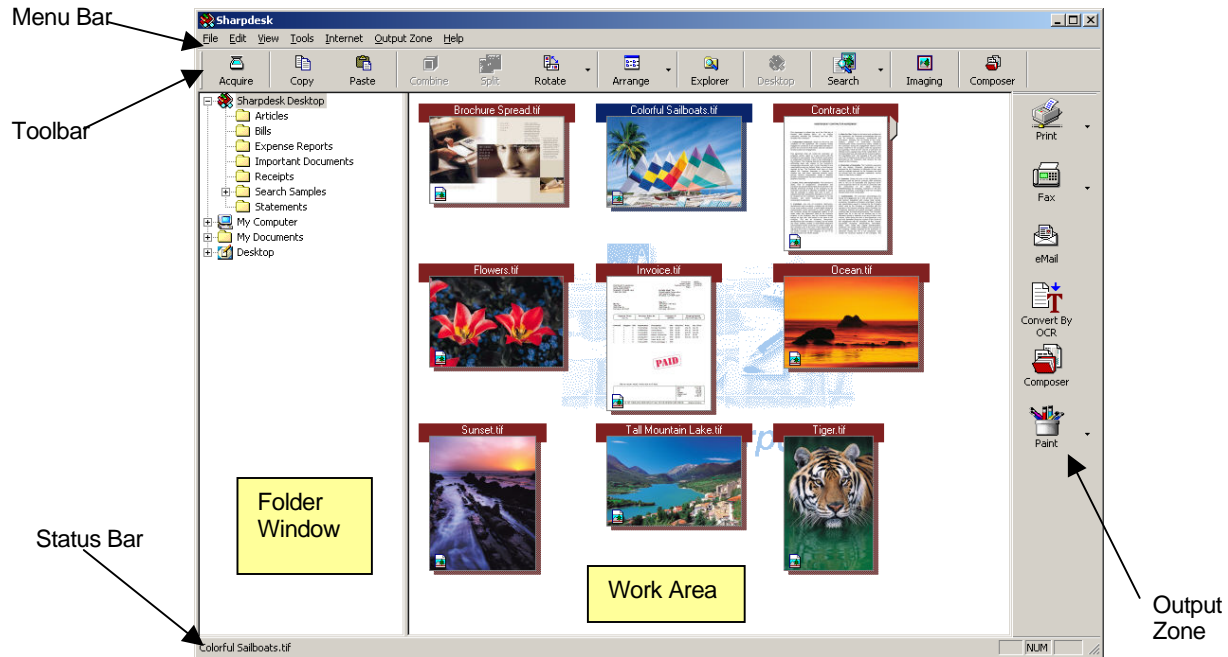 Menu Bar
Sharpdesk
File Edit View Tools Internet Output Zone Help
Acquire Copy Paste Combine Split Rotate Arrange Explorer Desktop Search Imaging Composer
Toolbar
Sharpdesk Desktop
Articles
Bills
Expense Reports
Important Documents
Receipts
Search Samples
Statements
My Computer
My Documents
Desktop
Brochure Spread.tif
Colorful Sailboats.tif
Contract.tif
Flowers.tif
Invoice.tif
PAID
Ocean.tif
Sunset.tif
Tall Mountain Lake.tif
Tiger.tif
Print
Fax
eMail
Convert By
OCR
Composer
Paint
Folder
Window
Work Area
Status Bar
Output
Zone
Colorful Sailboats.tif
NUM